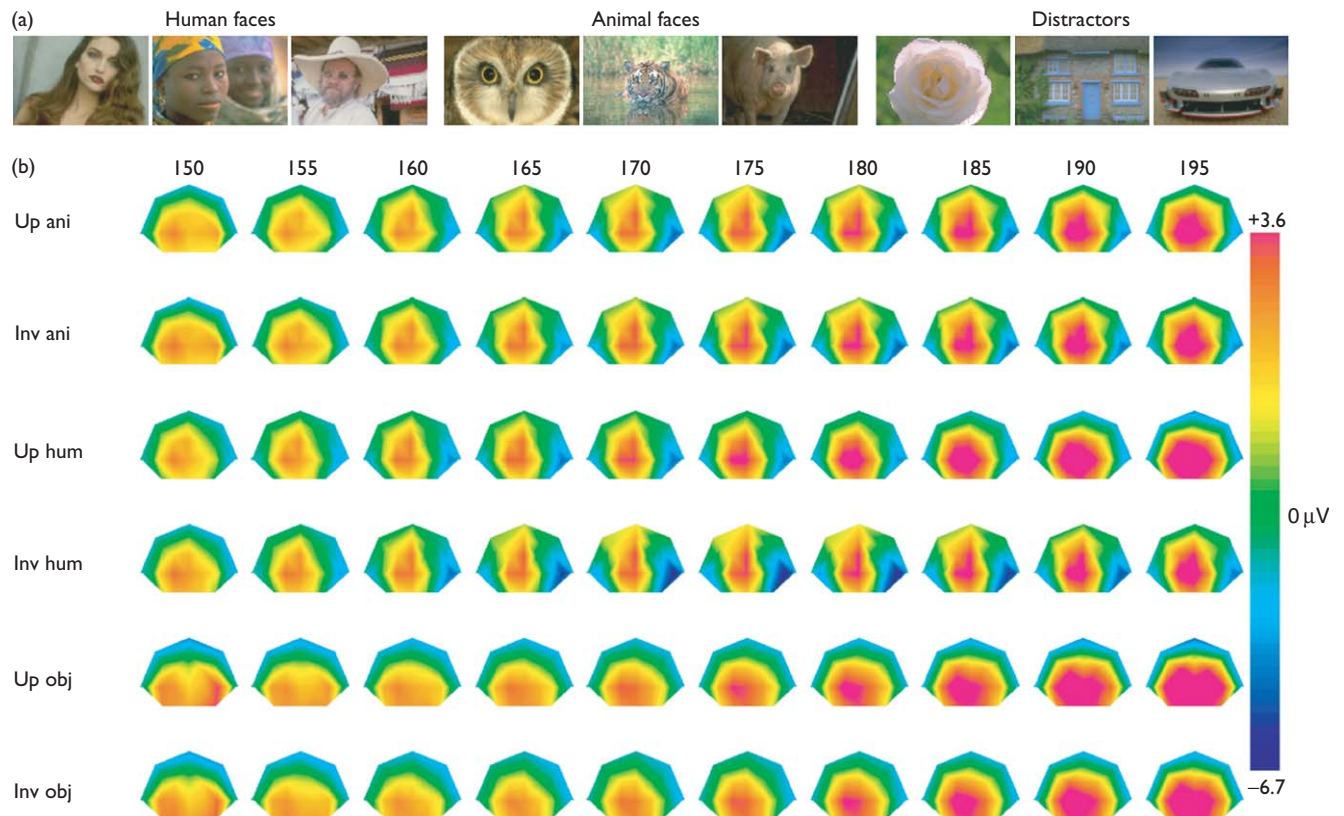 (a) Human faces Animal faces Distractors
(b) 150 155 160 165 170 175 180 185 190 195
Up ani
+3.6
Inv ani
Up hum
0 μV
Inv hum
Up obj
Inv obj
−6.7